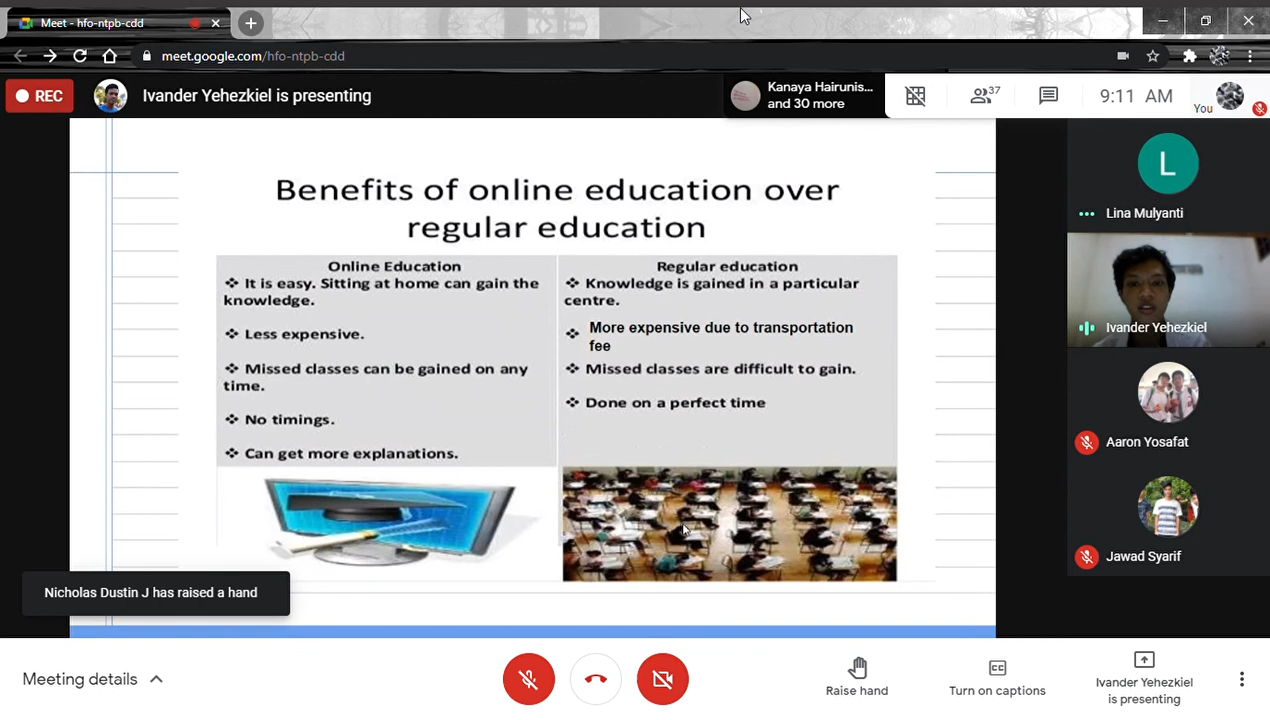 Meet - hfo-ntpb-cdd
meet.google.com/hfo-ntpb-cdd
REC
Ivander Yehezkiel is presenting
Kanaya Hairunis...
and 30 more
37
9:11 AM
You
Benefits of online education over
regular education
Online Education
❖ It is easy. Sitting at home can gain the
knowledge.
❖ Less expensive.
❖ Missed classes can be gained on any
time.
❖ No timings.
❖ Can get more explanations.
Regular education
❖ Knowledge is gained in a particular
centre.
❖ More expensive due to transportation
fee
❖ Missed classes are difficult to gain.
❖ Done on a perfect time
L
Lina Mulyanti
Ivander Yehezkiel
Aaron Yosafat
Jawad Syarif
Nicholas Dustin J has raised a hand
Meeting details
Raise hand
CC
Turn on captions
Ivander Yehezkiel
is presenting